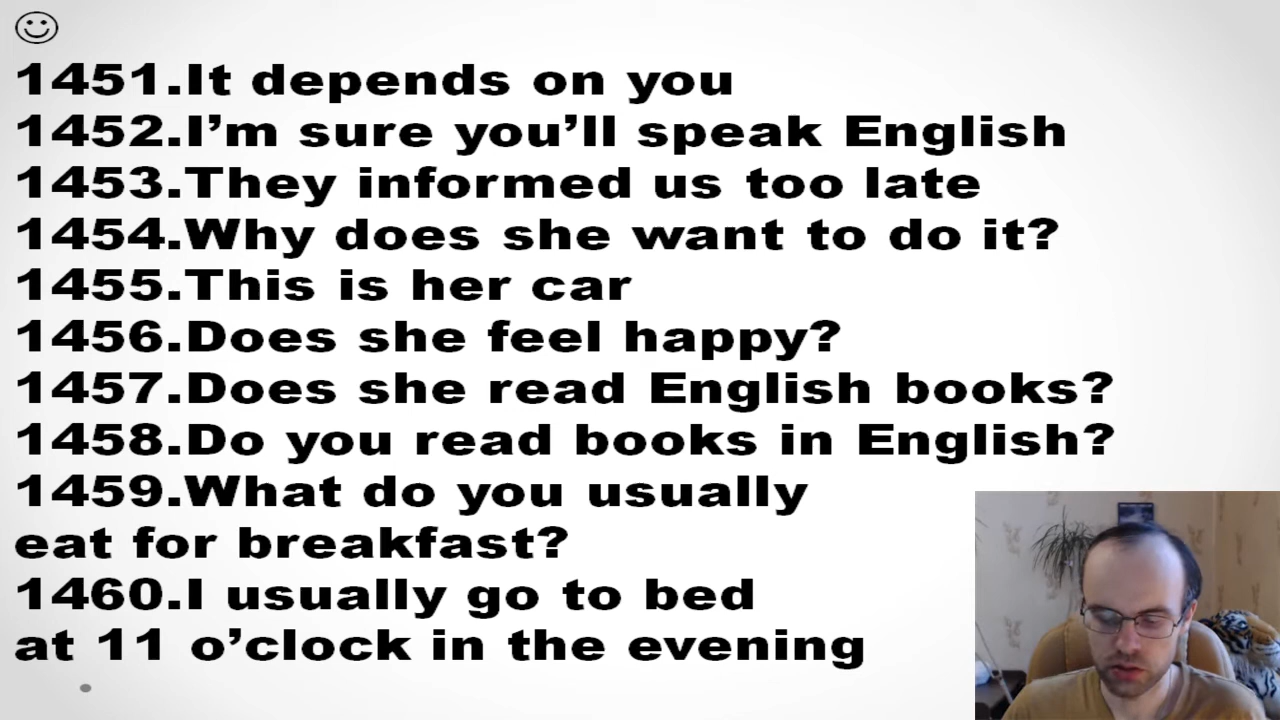 1451.It depends on you
1452.I’m sure you’ll speak English
1453.They informed us too late
1454.Why does she want to do it?
1455.This is her car
1456.Does she feel happy?
1457.Does she read English books?
1458.Do you read books in English?
1459.What do you usually
eat for breakfast?
1460.I usually go to bed
at 11 o’clock in the evening